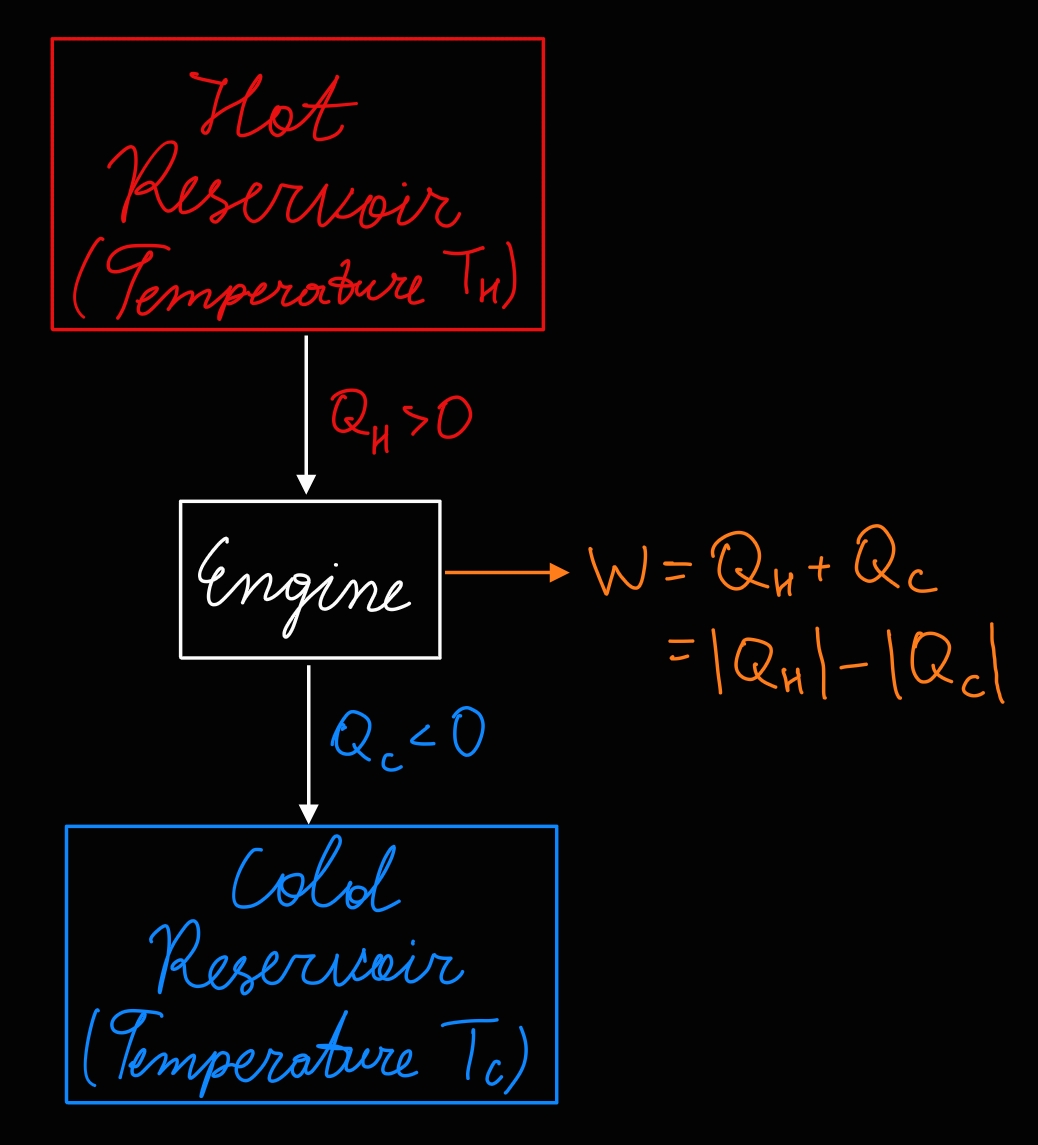 Hot
Reservoir
(Temperature T_H)
Q_H > 0
Engine
W = Q_H + Q_C
= |Q_H| - |Q_C|
Q_C < 0
Cold
Reservoir
(Temperature T_C)